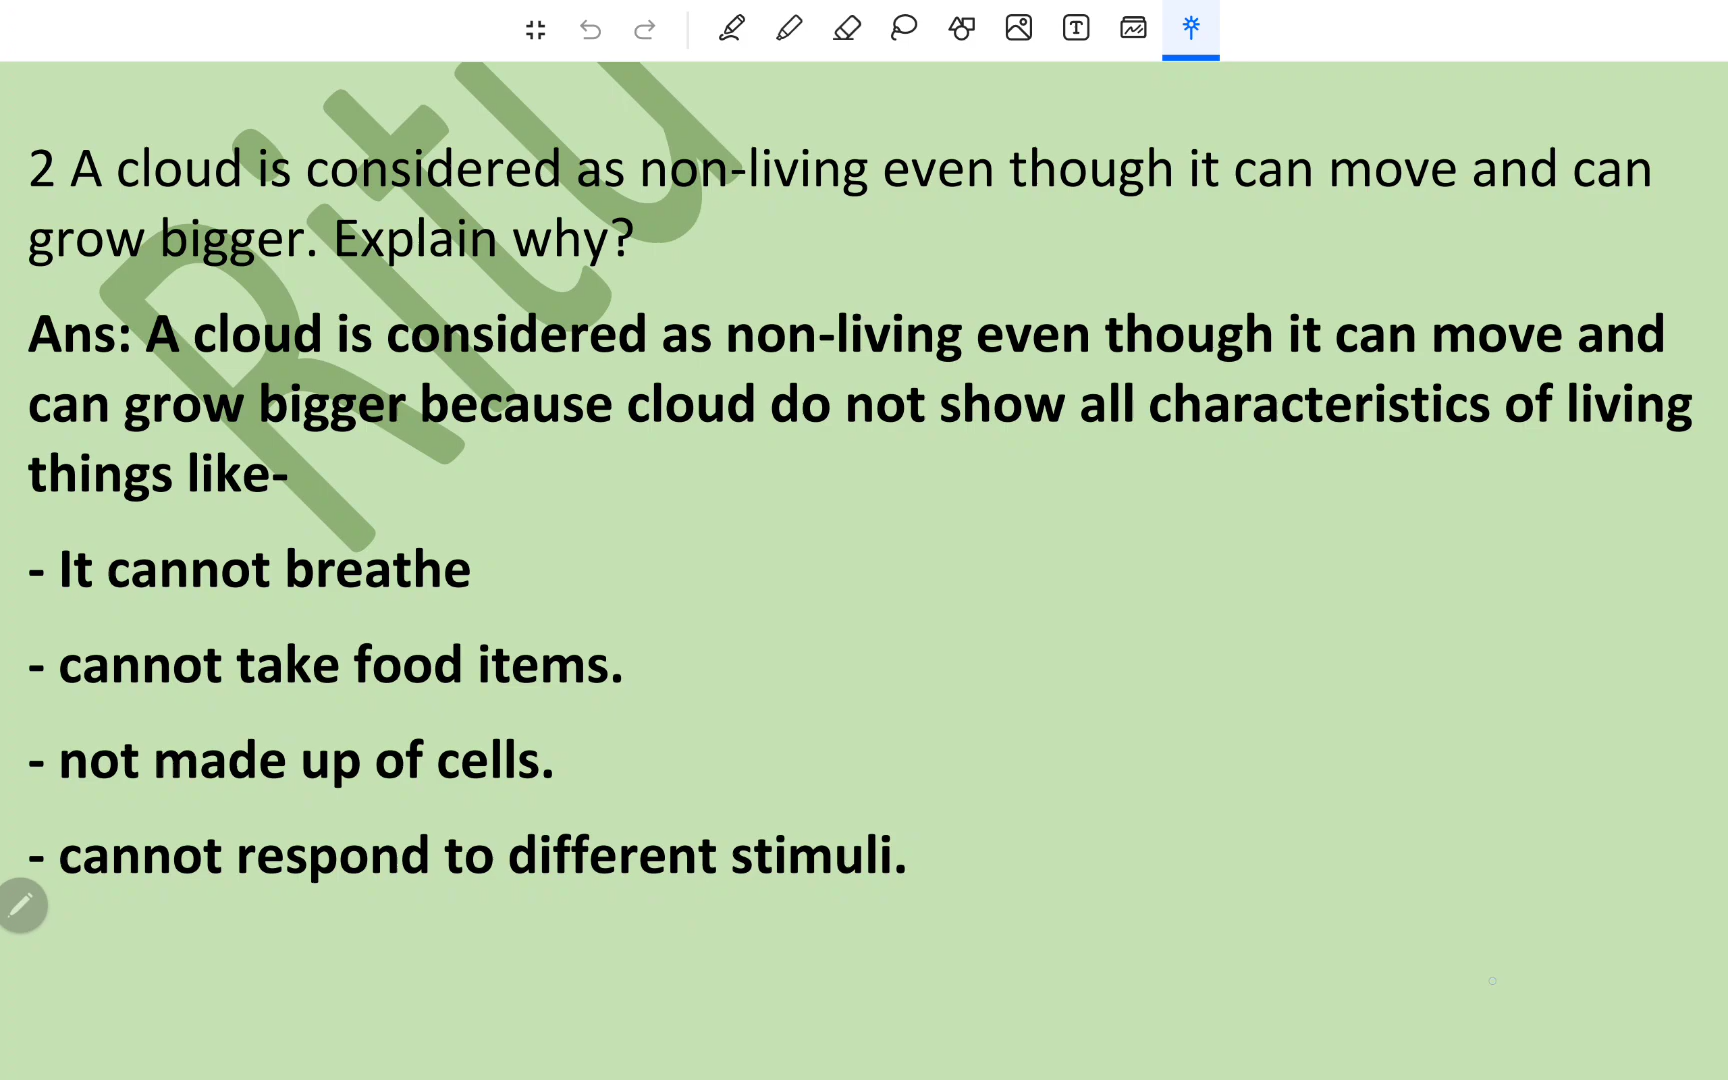 Ritu
2 A cloud is considered as non-living even though it can move and can
grow bigger. Explain why?
Ans: A cloud is considered as non-living even though it can move and
can grow bigger because cloud do not show all characteristics of living
things like-
- It cannot breathe
- cannot take food items.
- not made up of cells.
- cannot respond to different stimuli.